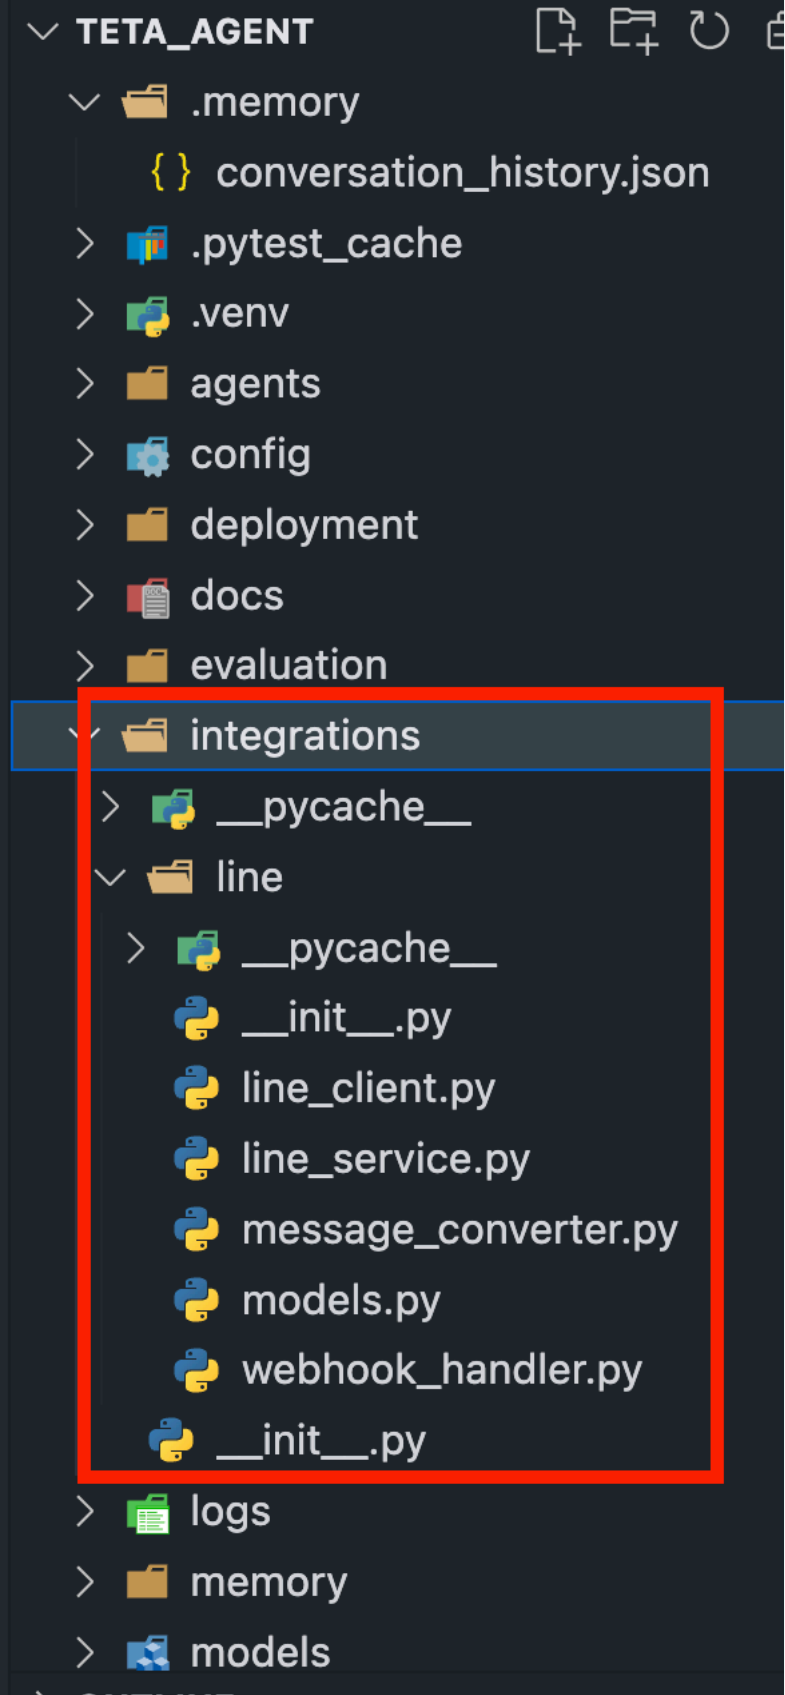 TETA_AGENT
.memory
{ } conversation_history.json
.pytest_cache
.venv
agents
config
deployment
docs
evaluation
integrations
__pycache__
line
__pycache__
__init__.py
line_client.py
line_service.py
message_converter.py
models.py
webhook_handler.py
__init__.py
logs
memory
models